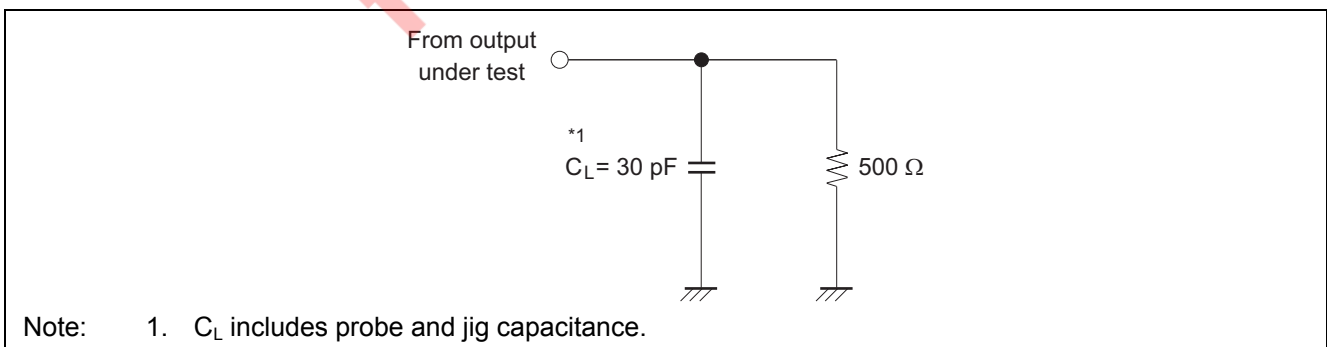 From output
under test
*1
CL= 30 pF
500 Ω
Note: 1. CL includes probe and jig capacitance.